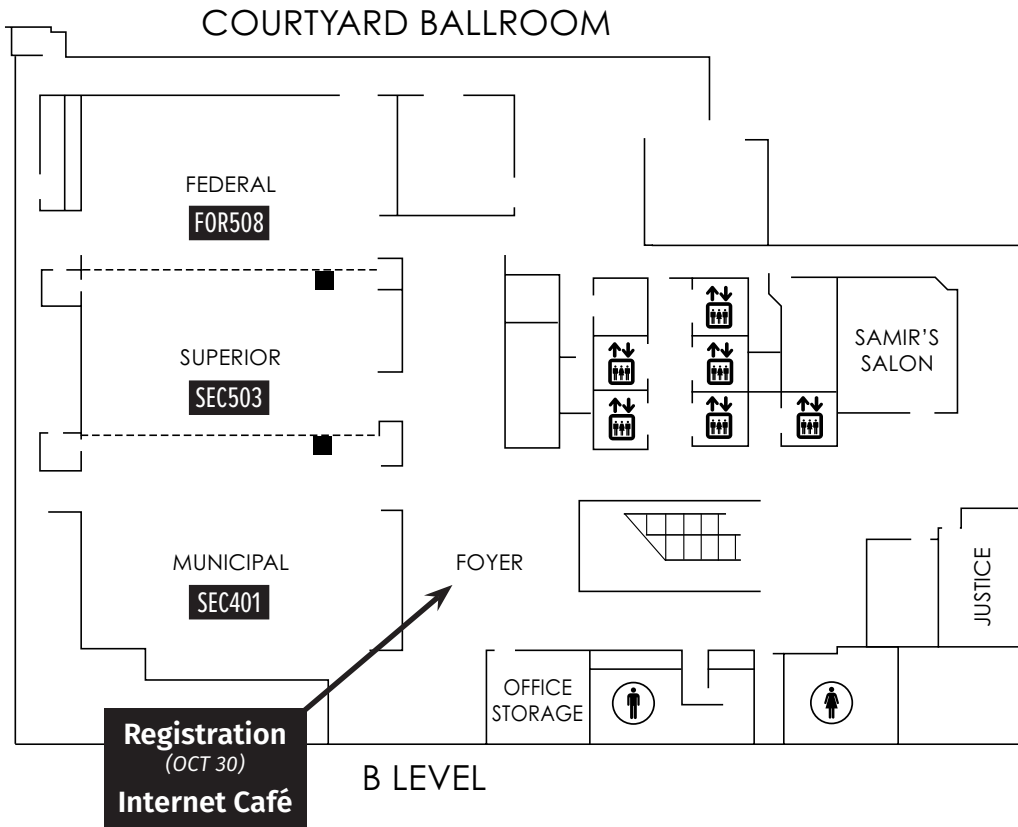 COURTYARD BALLROOM
FEDERAL
FOR508
SUPERIOR
SEC503
SAMIR'S
SALON
MUNICIPAL
SEC401
FOYER
JUSTICE
OFFICE
STORAGE
Registration
(OCT 30)
Internet Café
B LEVEL